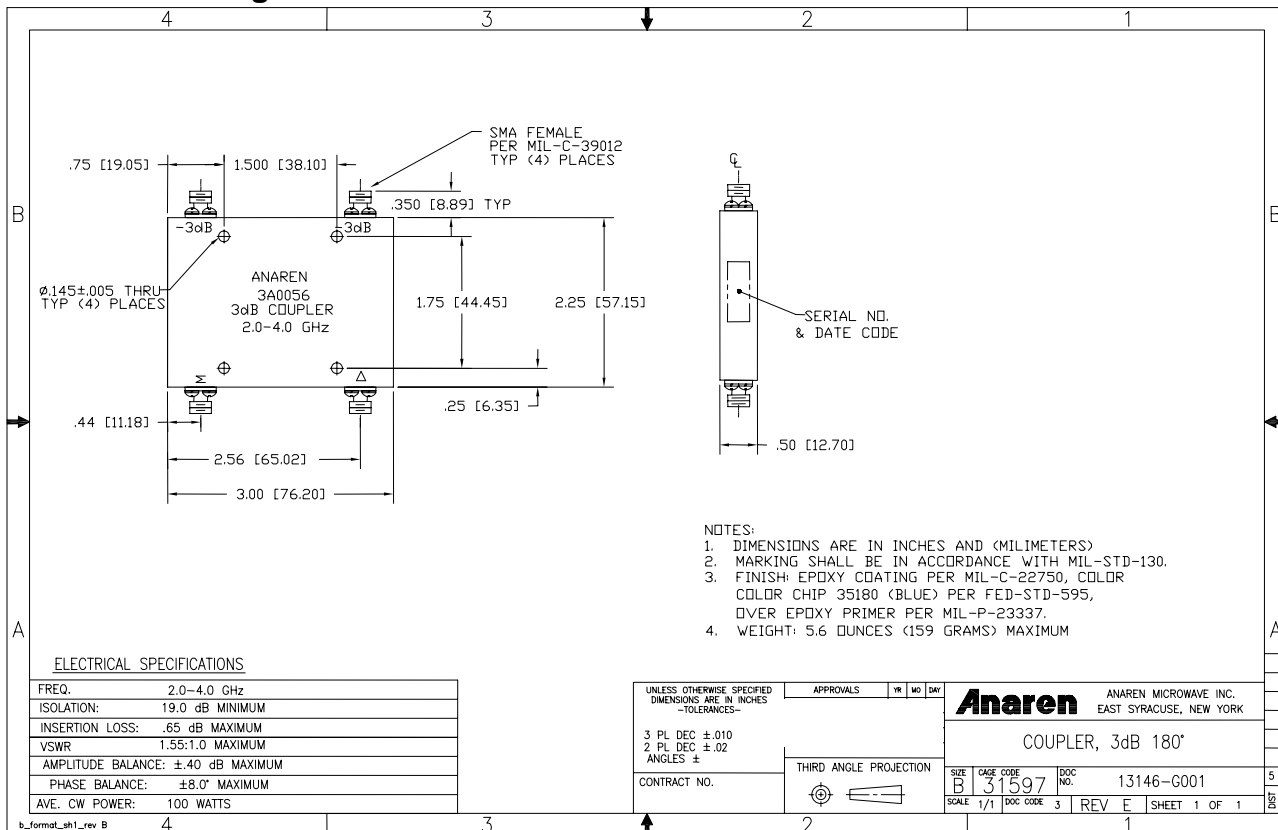 4 3 2 1
SMA FEMALE
PER MIL-C-39012
TYP (4) PLACES
.75 [19.05]
1.500 [38.10]
.350 [8.89] TYP
℄
B
B
-3dB
-3dB
ANAREN
3A0056
3dB COUPLER
2.0-4.0 GHz
Ø.145±.005 THRU
TYP (4) PLACES
1.75 [44.45]
2.25 [57.15]
SERIAL NO.
& DATE CODE
Σ
Δ
.25 [6.35]
.44 [11.18]
2.56 [65.02]
3.00 [76.20]
.50 [12.70]
NOTES:
1. DIMENSIONS ARE IN INCHES AND (MILIMETERS)
2. MARKING SHALL BE IN ACCORDANCE WITH MIL-STD-130.
3. FINISH: EPOXY COATING PER MIL-C-22750, COLOR
COLOR CHIP 35180 (BLUE) PER FED-STD-595,
OVER EPOXY PRIMER PER MIL-P-23337.
4. WEIGHT: 5.6 OUNCES (159 GRAMS) MAXIMUM
A
A
ELECTRICAL SPECIFICATIONS
FREQ. 2.0-4.0 GHz
ISOLATION: 19.0 dB MINIMUM
INSERTION LOSS: .65 dB MAXIMUM
VSWR 1.55:1.0 MAXIMUM
AMPLITUDE BALANCE: ±.40 dB MAXIMUM
PHASE BALANCE: ±8.0° MAXIMUM
AVE. CW POWER: 100 WATTS
UNLESS OTHERWISE SPECIFIED
DIMENSIONS ARE IN INCHES
-TOLERANCES-
3 PL DEC ±.010
2 PL DEC ±.02
ANGLES ±
CONTRACT NO.
APPROVALS YR MO DAY
THIRD ANGLE PROJECTION
Anaren
ANAREN MICROWAVE INC.
EAST SYRACUSE, NEW YORK
COUPLER, 3dB 180°
SIZE B
CAGE CODE 31597
DOC NO. 13146-G001
SCALE 1/1 DOC CODE 3 REV E SHEET 1 OF 1
5
DIST
b_format_sh1_rev B
4 3 2 1